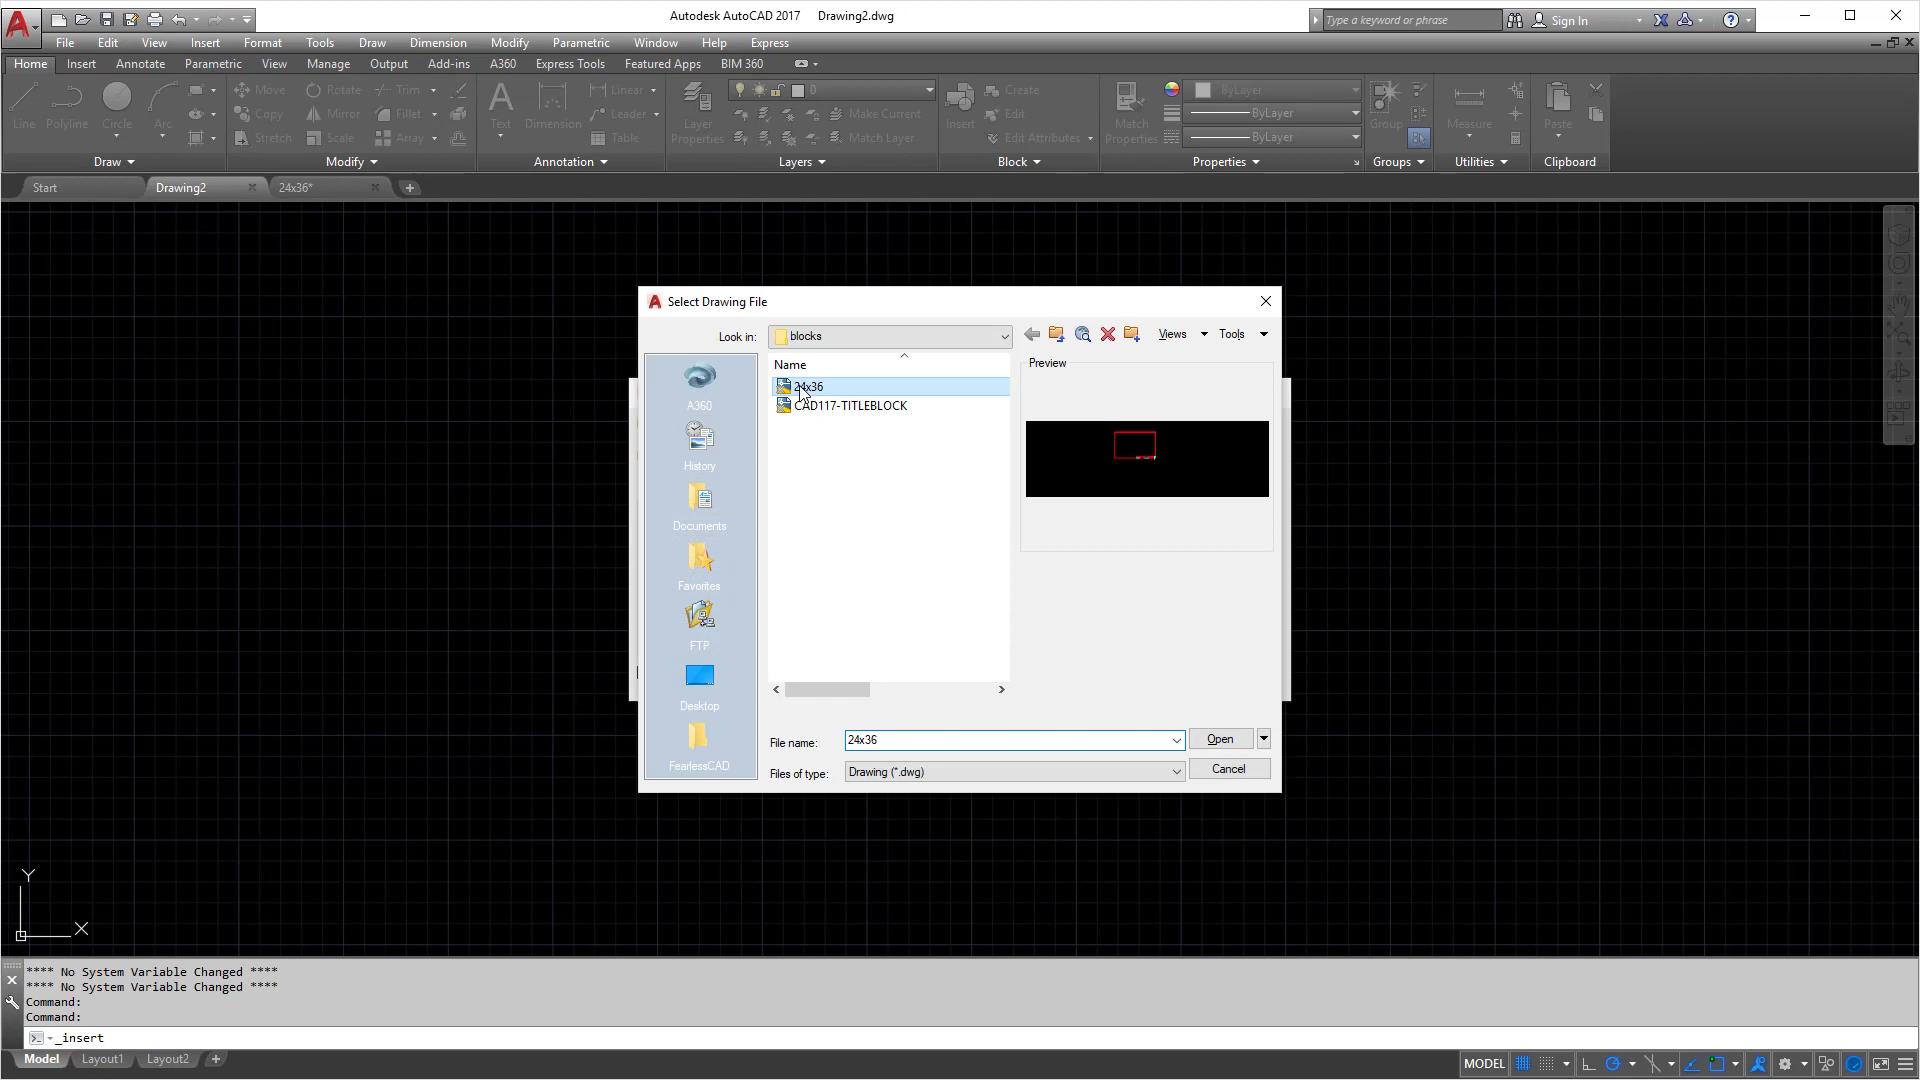 Autodesk AutoCAD 2017 Drawing2.dwg
Type a keyword or phrase
Sign In
File Edit View Insert Format Tools Draw Dimension Modify Parametric Window Help Express
Home Insert Annotate Parametric View Manage Output Add-ins A360 Express Tools Featured Apps BIM 360
Line
Polyline
Circle
Arc
Move Rotate Trim
Copy Mirror Fillet
Stretch Scale Array
Text
Dimension
Linear
Leader
Table
Layer
Properties
0
Make Current
Match Layer
Insert
Create
Edit
Edit Attributes
Match
Properties
ByLayer
ByLayer
ByLayer
Group
Measure
Paste
Draw Modify Annotation Layers Block Properties Groups Utilities Clipboard
Start Drawing2 24x36*
Select Drawing File
Look in: blocks
Views Tools
Name
24x36
CAD117-TITLEBLOCK
Preview
A360
History
Documents
Favorites
FTP
Desktop
FearlessCAD
File name: 24x36 Open
Files of type: Drawing (*.dwg) Cancel
Y
X
**** No System Variable Changed ****
**** No System Variable Changed ****
Command:
Command:
_insert
Model Layout1 Layout2
MODEL